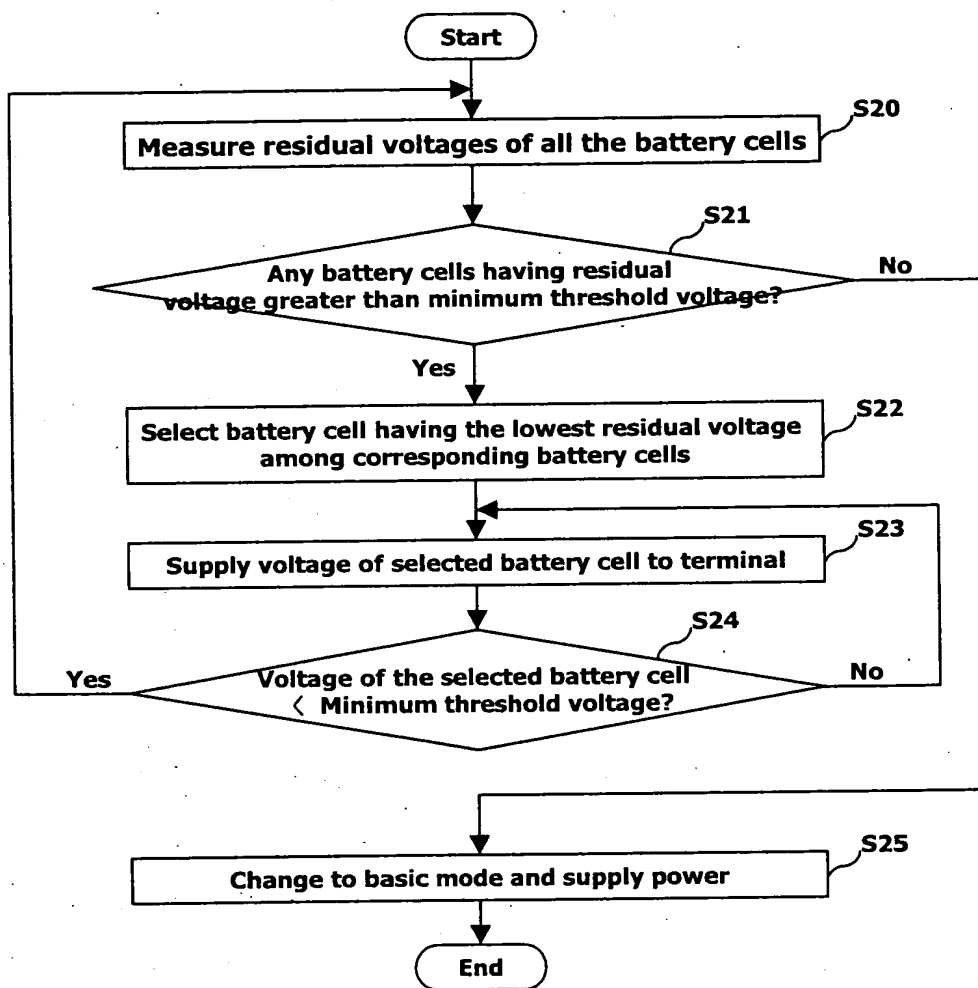 Start
S20
Measure residual voltages of all the battery cells
S21
Any battery cells having residual
voltage greater than minimum threshold voltage?
No
Yes
S22
Select battery cell having the lowest residual voltage
among corresponding battery cells
S23
Supply voltage of selected battery cell to terminal
S24
Yes
Voltage of the selected battery cell
< Minimum threshold voltage?
No
S25
Change to basic mode and supply power
End